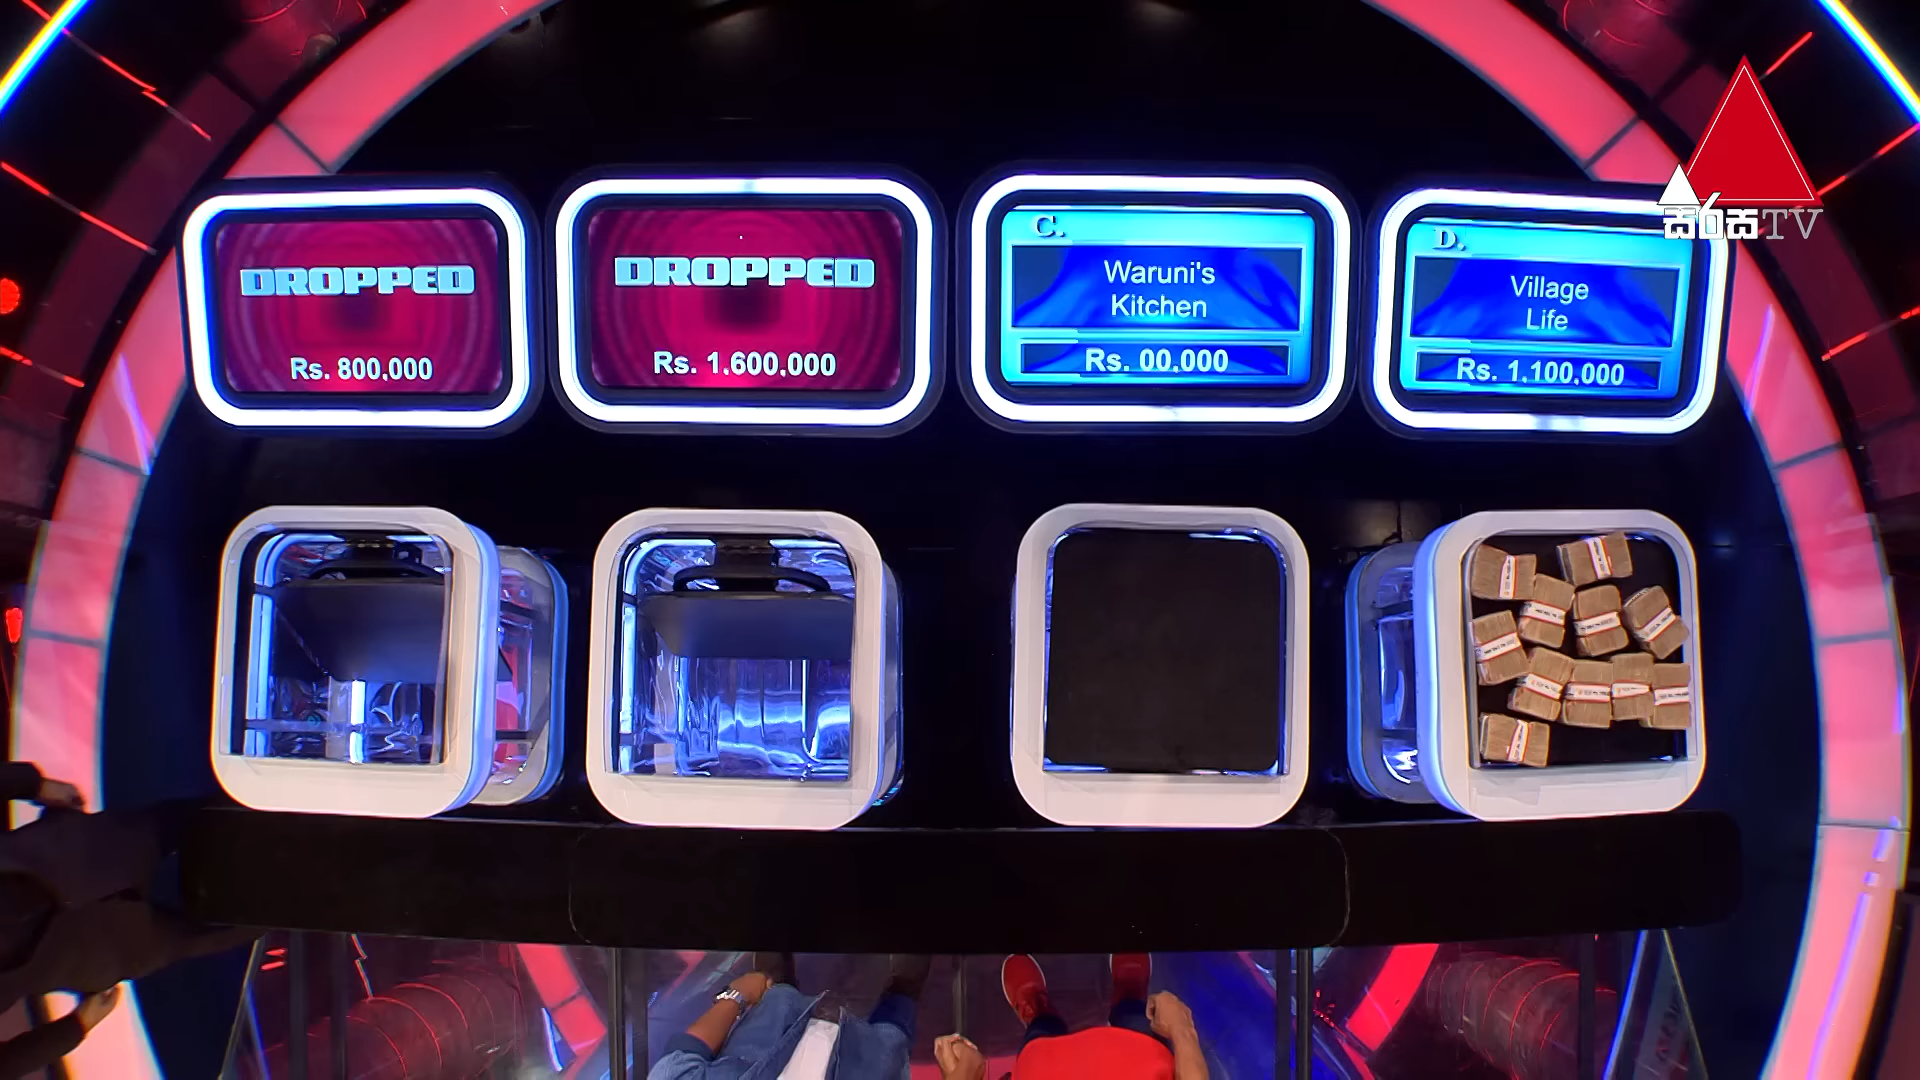 සිරස TV
DROPPED
Rs. 800,000
DROPPED
Rs. 1,600,000
C.
Waruni's
Kitchen
Rs. 00,000
D.
Village
Life
Rs. 1,100,000